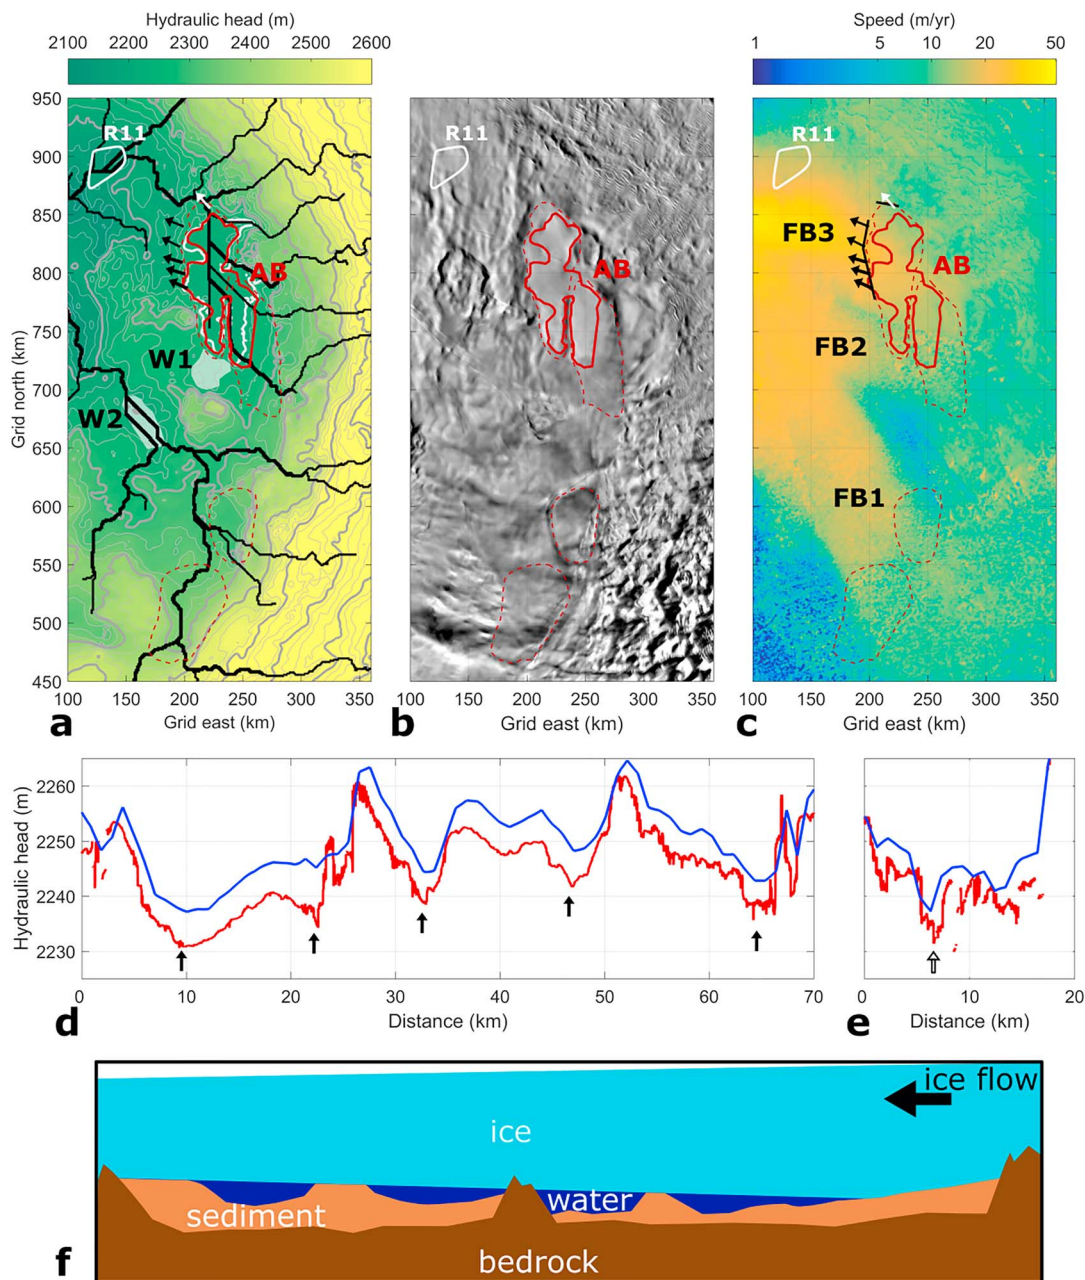 Hydraulic head (m)
2100 2200 2300 2400 2500 2600
Speed (m/yr)
1 5 10 20 50
950
900
850
800
750
700
650
600
550
500
450
Grid north (km)
R11
AB
W1
W2
100 150 200 250 300 350
Grid east (km)
a
R11
AB
100 150 200 250 300 350
Grid east (km)
b
R11
FB3
AB
FB2
FB1
100 150 200 250 300 350
Grid east (km)
c
Hydraulic head (m)
2260
2250
2240
2230
0 10 20 30 40 50 60 70
Distance (km)
d
0 10 20
Distance (km)
e
ice flow
ice
water
sediment
bedrock
f